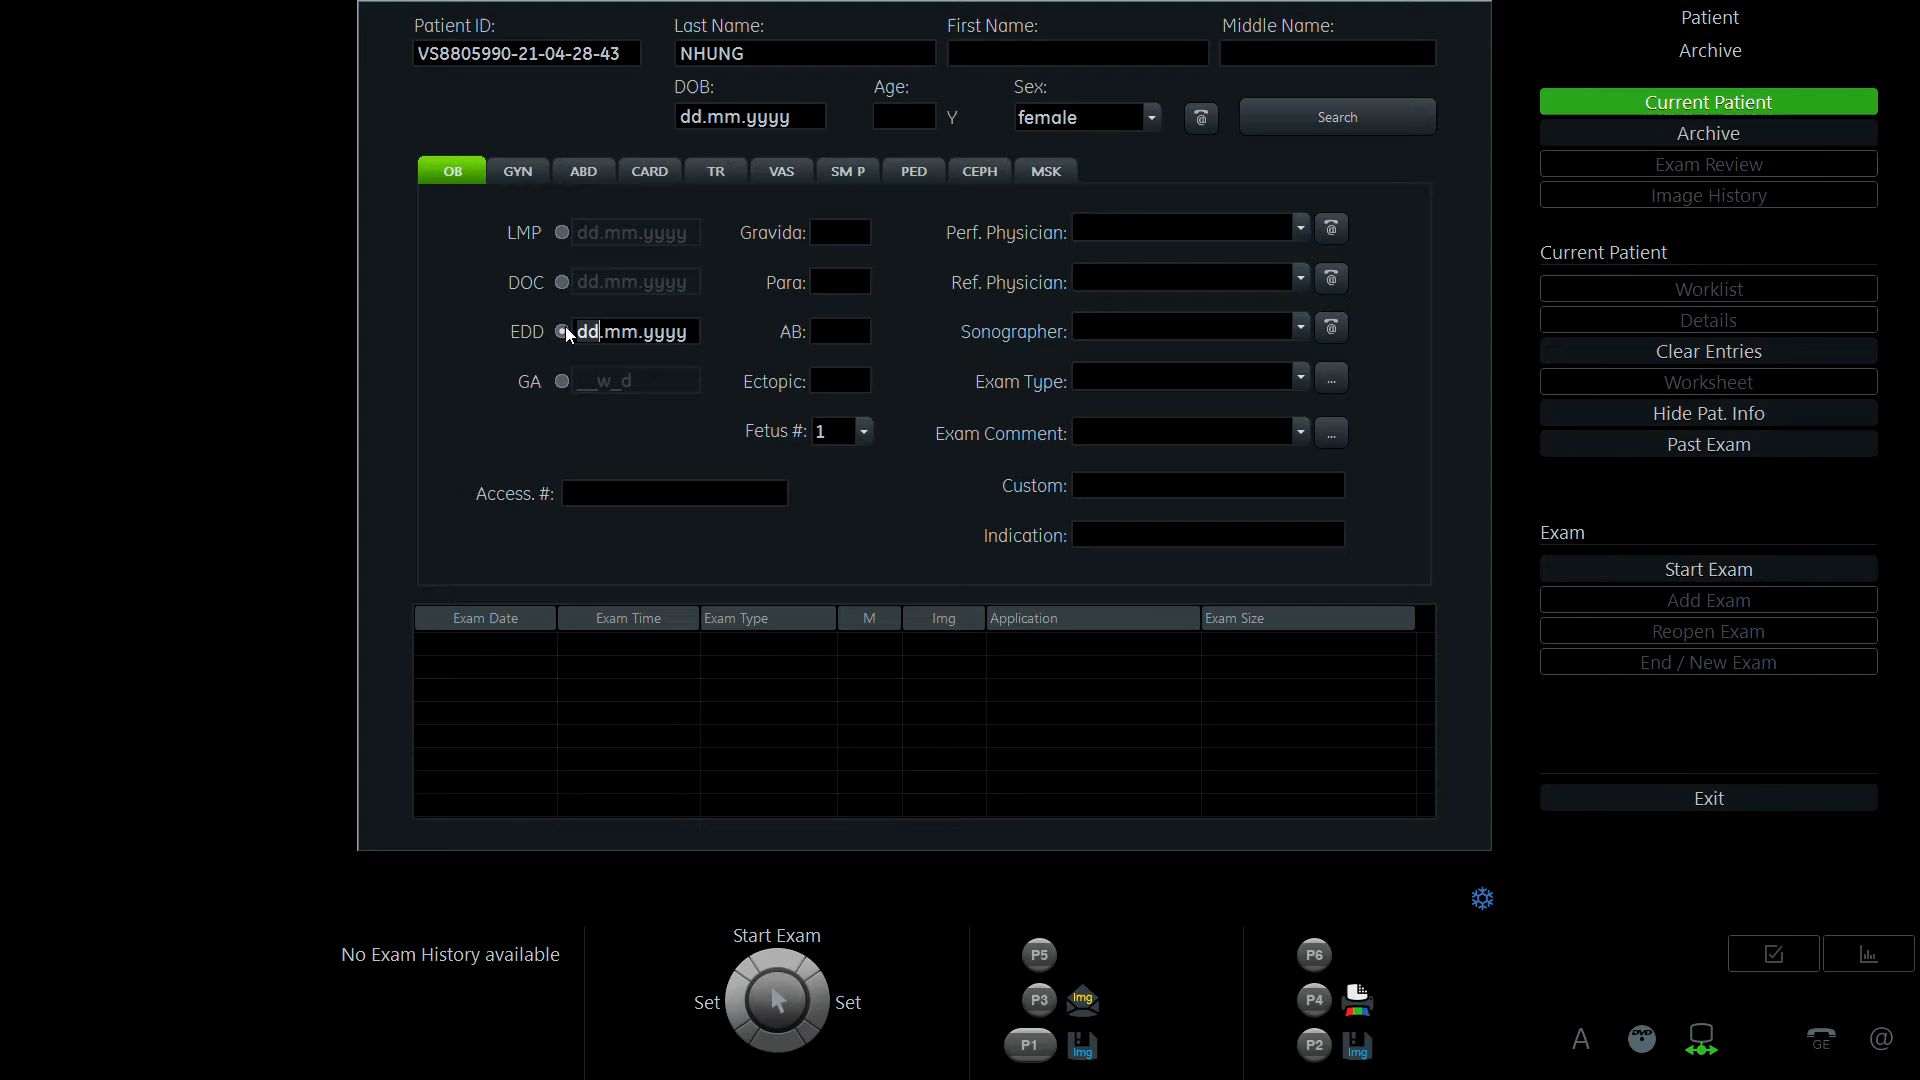 Patient ID: Last Name: First Name: Middle Name:
VS8805990-21-04-28-43 NHUNG
DOB: Age: Sex:
dd.mm.yyyy Y female @ Search
OB GYN ABD CARD TR VAS SM P PED CEPH MSK
LMP dd.mm.yyyy Gravida: Perf. Physician: @
DOC dd.mm.yyyy Para: Ref. Physician: @
EDD dd.mm.yyyy AB: Sonographer: @
GA __w_d Ectopic: Exam Type: ...
Fetus #: 1 Exam Comment: ...
Access. #: Custom:
Indication:
Exam Date Exam Time Exam Type M Img Application Exam Size
Patient
Archive
Current Patient
Archive
Exam Review
Image History
Current Patient
Worklist
Details
Clear Entries
Worksheet
Hide Pat. Info
Past Exam
Exam
Start Exam
Add Exam
Reopen Exam
End / New Exam
Exit
No Exam History available
Start Exam
Set Set
P5 P6
P3 Img P4
P1 Img P2 Img
A DVD GE @